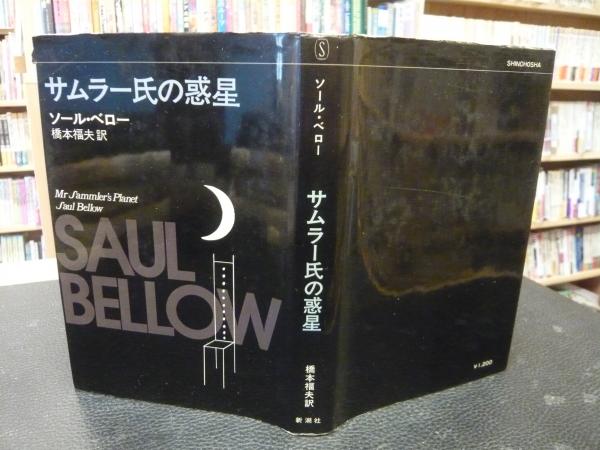 サムラー氏の惑星
ソール・ベロー
橋本福夫訳
Mr Sammler's Planet
Saul Bellow
SAUL
BELLOW
S
ソール・ベロー
サムラー氏の惑星
橋本福夫訳
新潮社
SHINCHOSHA
¥1,200